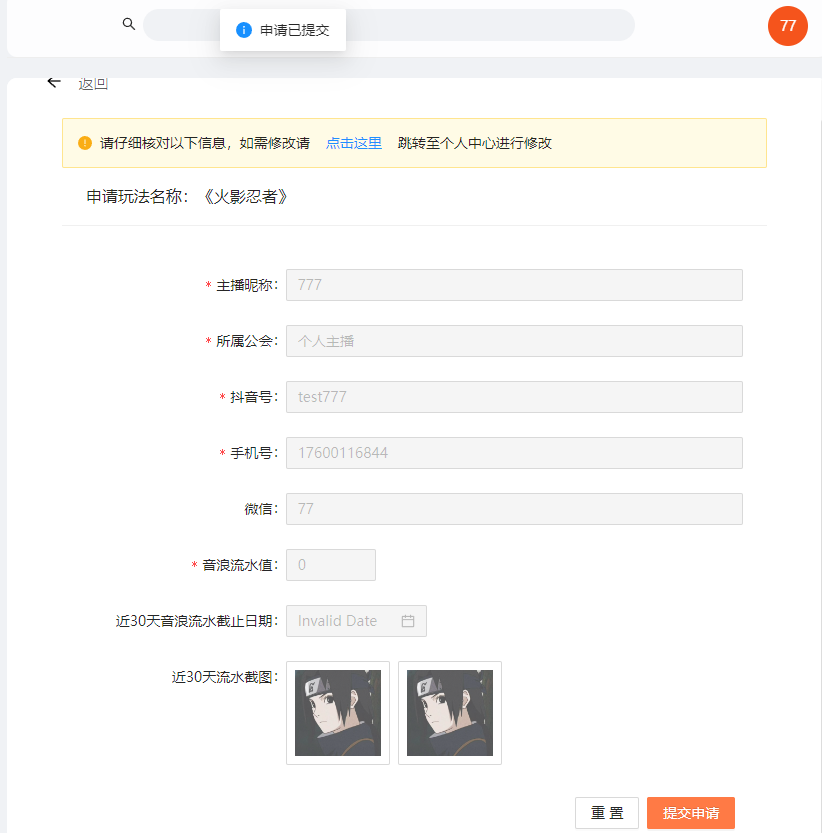 申请已提交
77
返回
请仔细核对以下信息，如需修改请 点击这里 跳转至个人中心进行修改
申请玩法名称：《火影忍者》
* 主播昵称： 777
* 所属公会： 个人主播
* 抖音号： test777
* 手机号： 17600116844
微信： 77
* 音浪流水值： 0
近30天音浪流水截止日期： Invalid Date
近30天流水截图：
重 置 提交申请